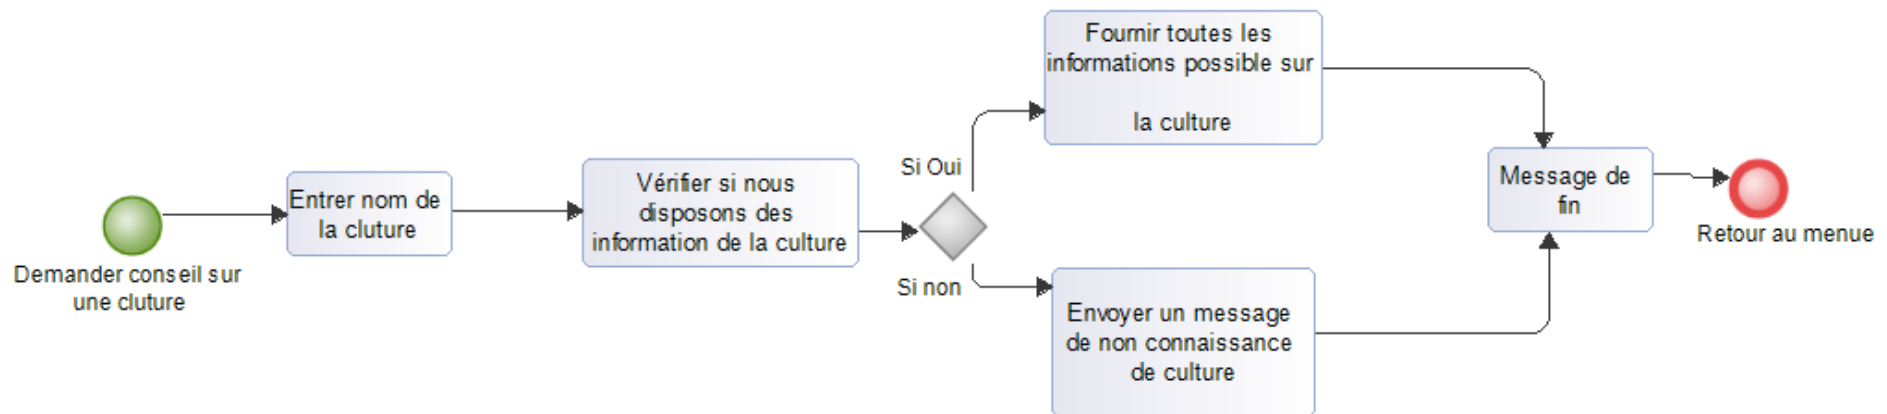 Demander conseil sur
une cluture
Entrer nom de
la cluture
Vérifier si nous
disposons des
information de la culture
Si Oui
Si non
Fournir toutes les
informations possible sur
la culture
Envoyer un message
de non connaissance
de culture
Message de
fin
Retour au menue